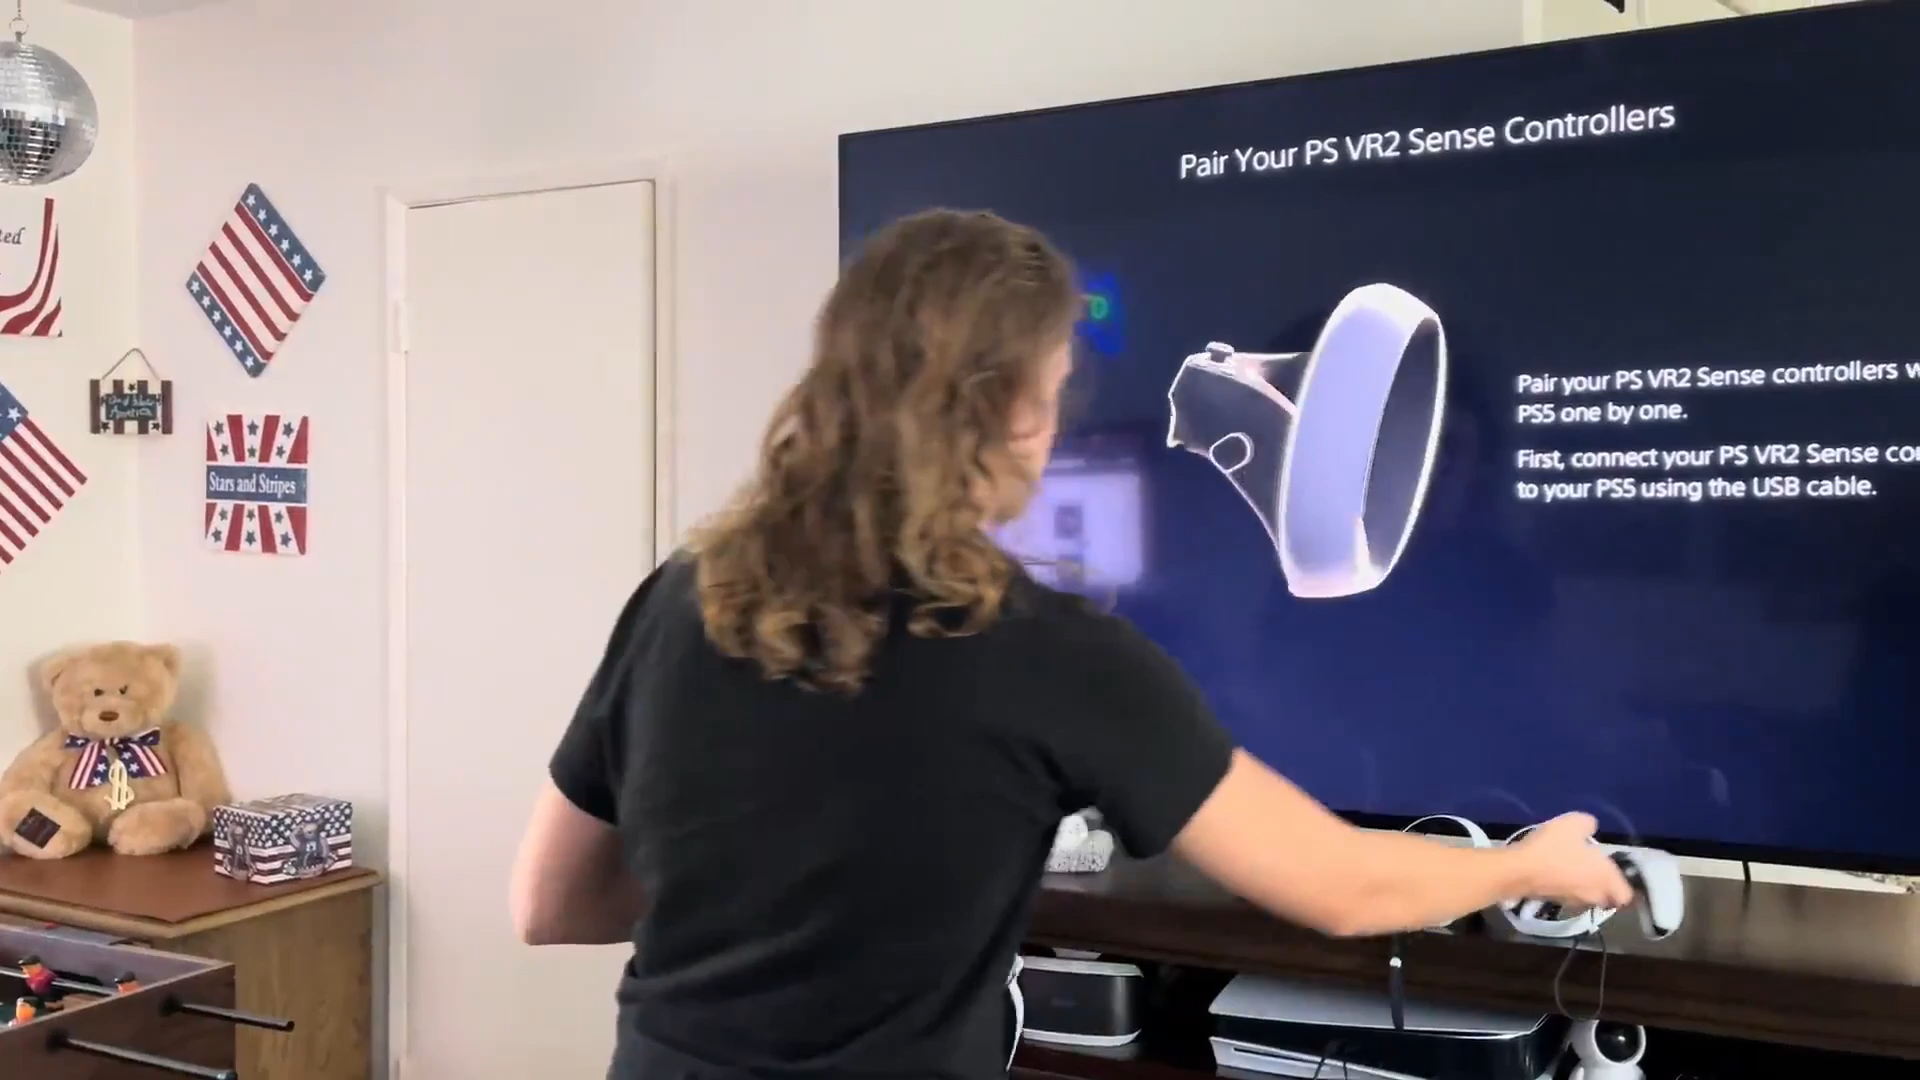 Pair Your PS VR2 Sense Controllers
Pair your PS VR2 Sense controllers
PS5 one by one.
First, connect your PS VR2 Sense
to your PS5 using the USB cable.
Stars and Stripes
America